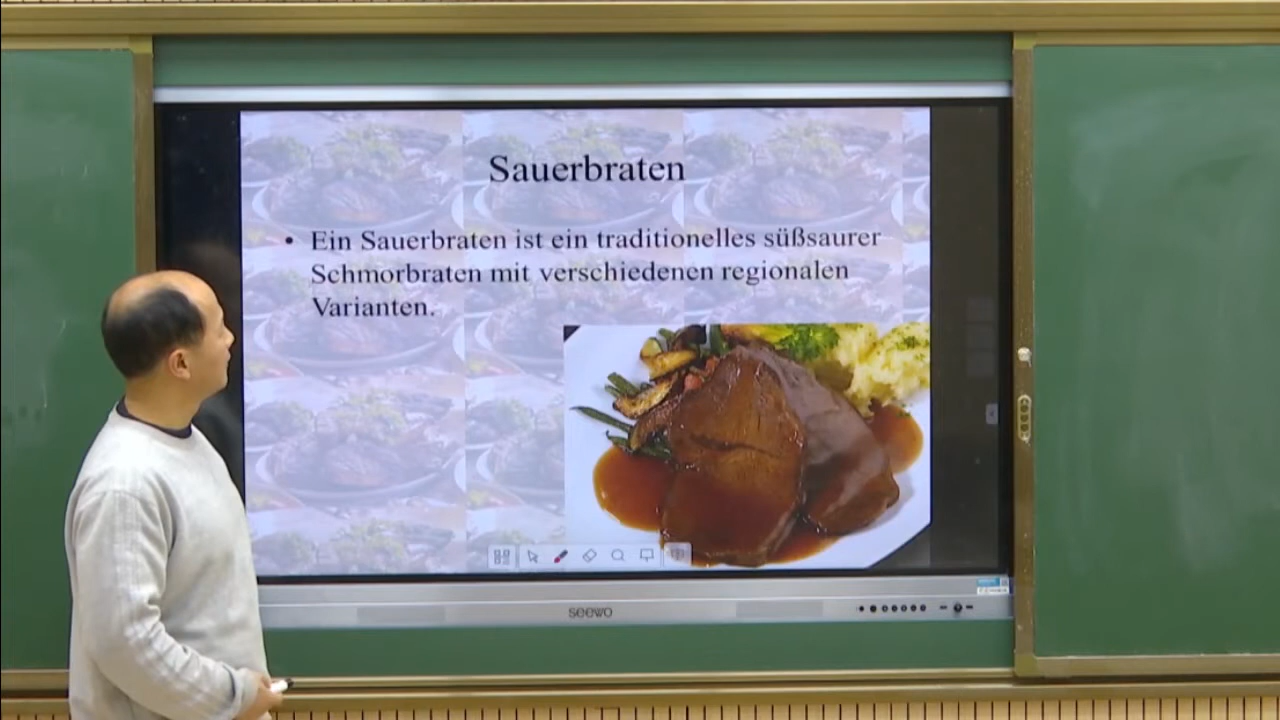 Sauerbraten
• Ein Sauerbraten ist ein traditionelles süßsaurer
Schmorbraten mit verschiedenen regionalen
Varianten.
seewo